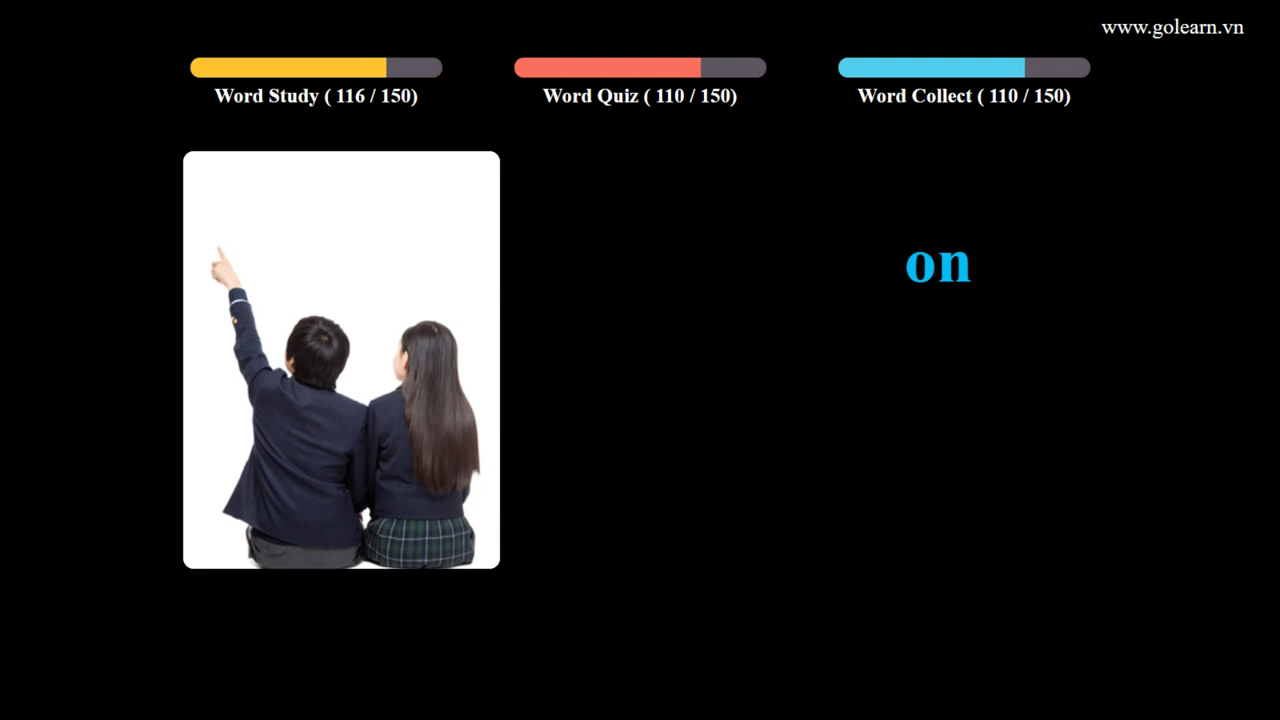 www.golearn.vn
Word Study ( 116 / 150)
Word Quiz ( 110 / 150)
Word Collect ( 110 / 150)
on